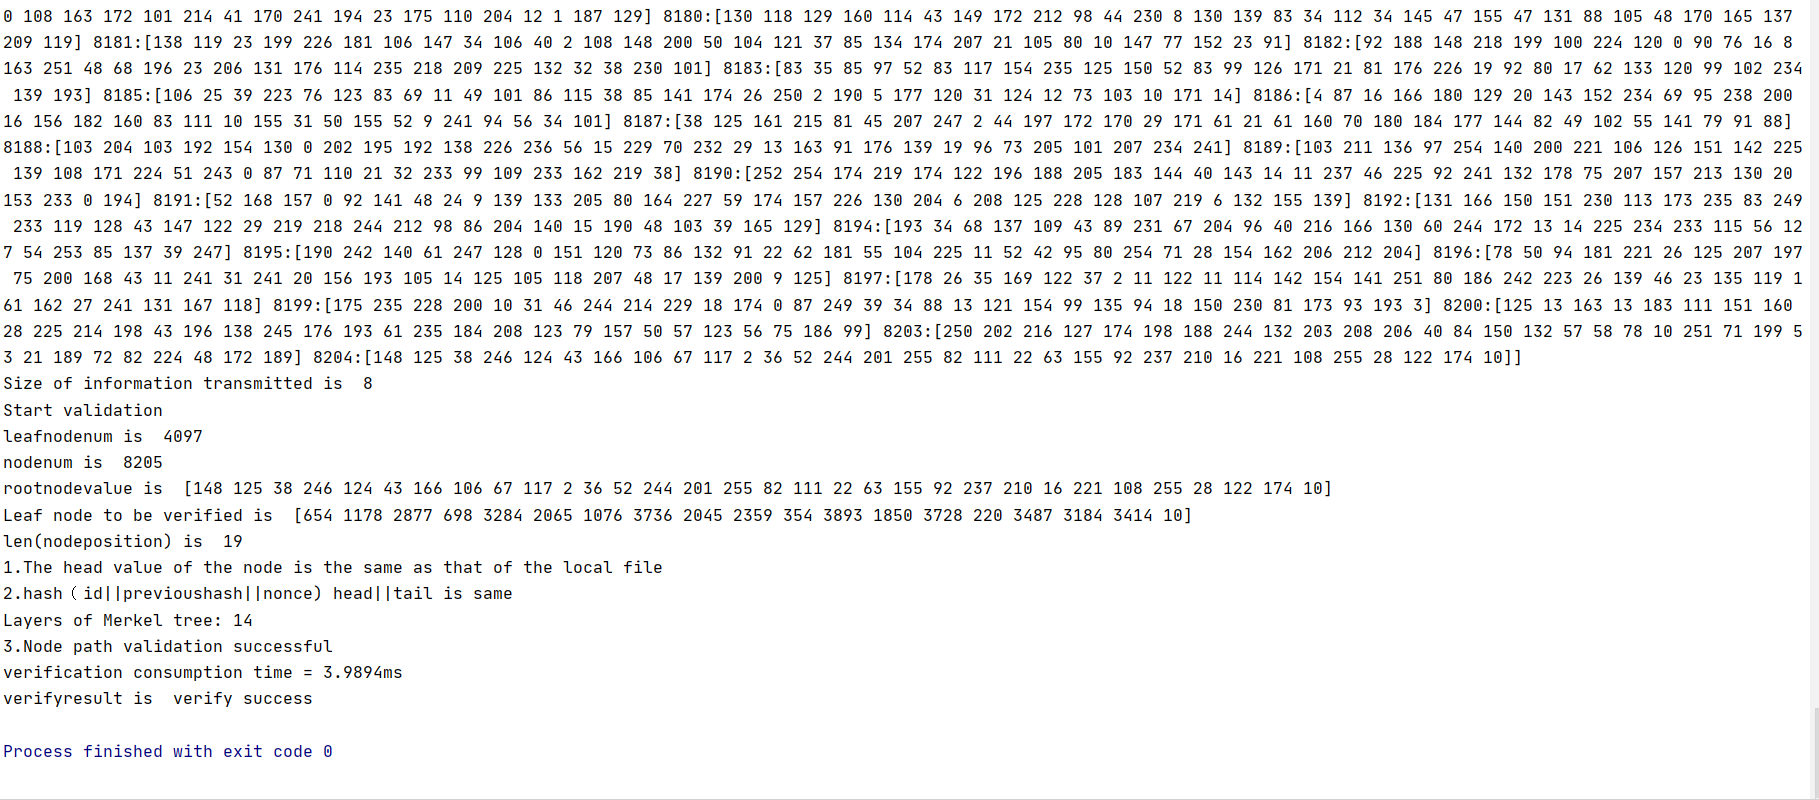 0 108 163 172 101 214 41 170 241 194 23 175 110 204 12 1 187 129] 8180:[130 118 129 160 114 43 149 172 212 98 44 230 8 130 139 83 34 112 34 145 47 155 47 131 88 105 48 170 165 137
209 119] 8181:[138 119 23 199 226 181 106 147 34 106 40 2 108 148 200 50 104 121 37 85 134 174 207 21 105 80 10 147 77 152 23 91] 8182:[92 188 148 218 199 100 224 120 0 90 76 16 8
163 251 48 68 196 23 206 131 176 114 235 218 209 225 132 32 38 230 101] 8183:[83 35 85 97 52 83 117 154 235 125 150 52 83 99 126 171 21 81 176 226 19 92 80 17 62 133 120 99 102 234
139 193] 8185:[106 25 39 223 76 123 83 69 11 49 101 86 115 38 85 141 174 26 250 2 190 5 177 120 31 124 12 73 103 10 171 14] 8186:[4 87 16 166 180 129 20 143 152 234 69 95 238 200
16 156 182 160 83 111 10 155 31 50 155 52 9 241 94 56 34 101] 8187:[38 125 161 215 81 45 207 247 2 44 197 172 170 29 171 61 21 61 160 70 180 184 177 144 82 49 102 55 141 79 91 88]
8188:[103 204 103 192 154 130 0 202 195 192 138 226 236 56 15 229 70 232 29 13 163 91 176 139 19 96 73 205 101 207 234 241] 8189:[103 211 136 97 254 140 200 221 106 126 151 142 225
139 108 171 224 51 243 0 87 71 110 21 32 233 99 109 233 162 219 38] 8190:[252 254 174 219 174 122 196 188 205 183 144 40 143 14 11 237 46 225 92 241 132 178 75 207 157 213 130 20
153 233 0 194] 8191:[52 168 157 0 92 141 48 24 9 139 133 205 80 164 227 59 174 157 226 130 204 6 208 125 228 128 107 219 6 132 155 139] 8192:[131 166 150 151 230 113 173 235 83 249
233 119 128 43 147 122 29 219 218 244 212 98 86 204 140 15 190 48 103 39 165 129] 8194:[193 34 68 137 109 43 89 231 67 204 96 40 216 166 130 60 244 172 13 14 225 234 233 115 56 12
7 54 253 85 137 39 247] 8195:[190 242 140 61 247 128 0 151 120 73 86 132 91 22 62 181 55 104 225 11 52 42 95 80 254 71 28 154 162 206 212 204] 8196:[78 50 94 181 221 26 125 207 197
75 200 168 43 11 241 31 241 20 156 193 105 14 125 105 118 207 48 17 139 200 9 125] 8197:[178 26 35 169 122 37 2 11 122 11 114 142 154 141 251 80 186 242 223 26 139 46 23 135 119 1
61 162 27 241 131 167 118] 8199:[175 235 228 200 10 31 46 244 214 229 18 174 0 87 249 39 34 88 13 121 154 99 135 94 18 150 230 81 173 93 193 3] 8200:[125 13 163 13 183 111 151 160
28 225 214 198 43 196 138 245 176 193 61 235 184 208 123 79 157 50 57 123 56 75 186 99] 8203:[250 202 216 127 174 198 188 244 132 203 208 206 40 84 150 132 57 58 78 10 251 71 199 5
3 21 189 72 82 224 48 172 189] 8204:[148 125 38 246 124 43 166 106 67 117 2 36 52 244 201 255 82 111 22 63 155 92 237 210 16 221 108 255 28 122 174 10]]
Size of information transmitted is  8
Start validation
leafnodenum is  4097
nodenum is  8205
rootnodevalue is  [148 125 38 246 124 43 166 106 67 117 2 36 52 244 201 255 82 111 22 63 155 92 237 210 16 221 108 255 28 122 174 10]
Leaf node to be verified is  [654 1178 2877 698 3284 2065 1076 3736 2045 2359 354 3893 1850 3728 220 3487 3184 3414 10]
len(nodeposition) is  19
1.The head value of the node is the same as that of the local file
2.hash（id||previoushash||nonce) head||tail is same
Layers of Merkel tree: 14
3.Node path validation successful
verification consumption time = 3.9894ms
verifyresult is  verify success
Process finished with exit code 0